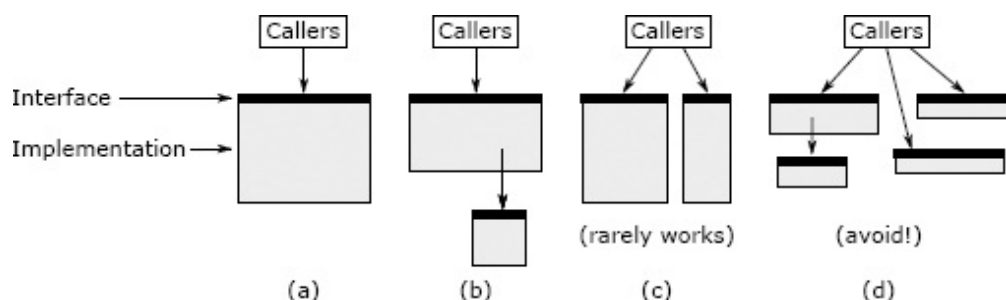 Callers
Callers
Callers
Callers
Interface
Implementation
(rarely works)
(avoid!)
(a)
(b)
(c)
(d)